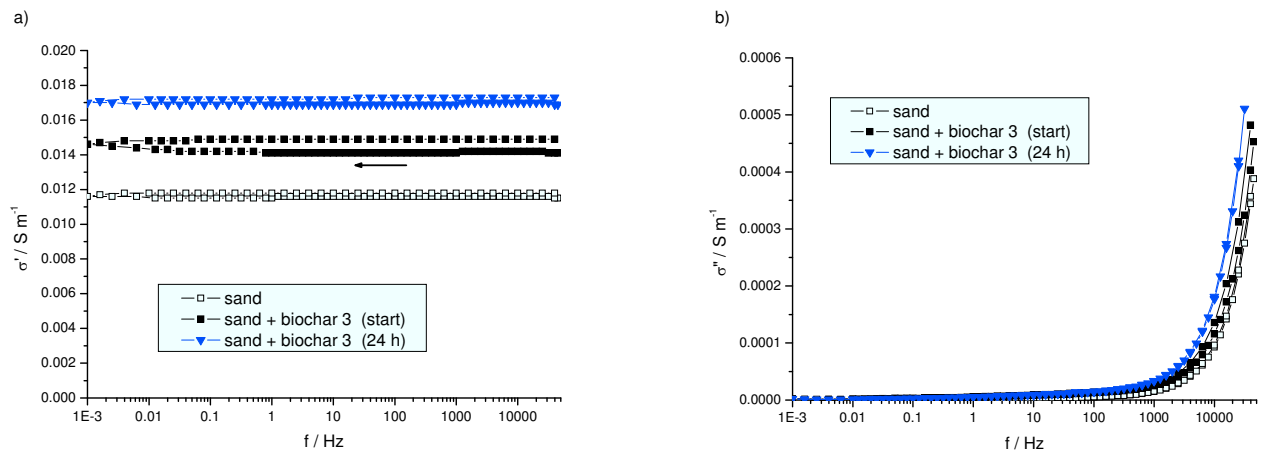 a)
0.020
0.018
0.016
0.014
0.012
0.010
0.008
0.006
0.004
0.002
0.000
σ' / S m⁻¹
sand
sand + biochar 3 (start)
sand + biochar 3 (24 h)
1E-3 0.01 0.1 1 10 100 1000 10000
f / Hz
b)
0.0006
0.0005
0.0004
0.0003
0.0002
0.0001
0.0000
σ'' / S m⁻¹
sand
sand + biochar 3 (start)
sand + biochar 3 (24 h)
1E-3 0.01 0.1 1 10 100 1000 10000
f / Hz